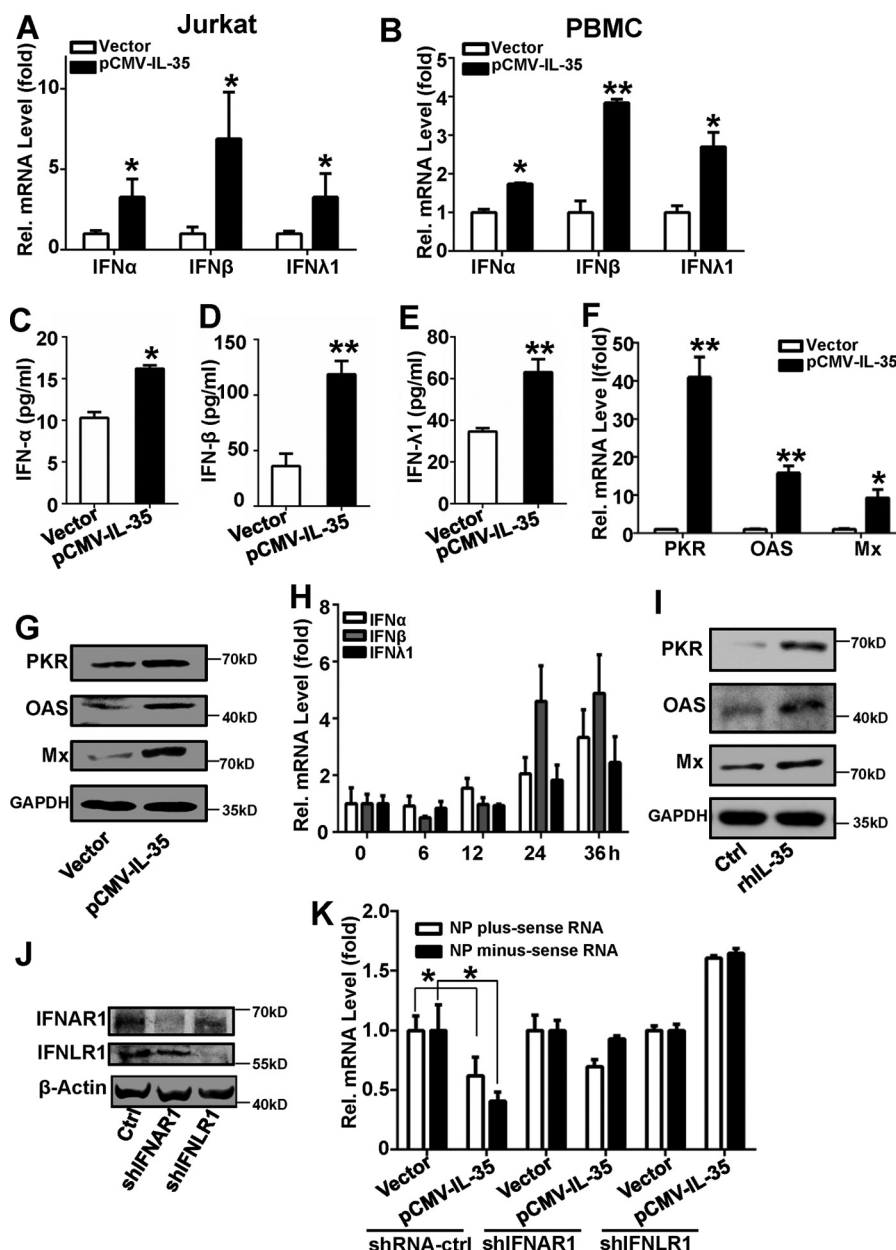 A
Jurkat
Vector
pCMV-IL-35
Rel. mRNA Level (fold)
10
5
0
* * *
IFNα IFNβ IFNλ1
B
PBMC
Vector
pCMV-IL-35
Rel. mRNA Level (fold)
5
4
3
2
1
0
* ** *
IFNα IFNβ IFNλ1
C
IFN-α (pg/ml)
20
15
10
5
0
*
Vector
pCMV-IL-35
D
IFN-β (pg/ml)
150
100
50
0
**
Vector
pCMV-IL-35
E
IFN-λ1 (pg/ml)
90
60
30
0
**
Vector
pCMV-IL-35
F
Rel. mRNA Leve l(fold)
Vector
pCMV-IL-35
50
40
30
20
10
0
** ** *
PKR OAS Mx
G
PKR 70kD
OAS 40kD
Mx 70kD
GAPDH 35kD
Vector
pCMV-IL-35
H
Rel. mRNA Level (fold)
IFNα
IFNβ
IFNλ1
8
6
4
2
0
0 6 12 24 36 h
I
PKR 70kD
OAS 40kD
Mx 70kD
GAPDH 35kD
Ctrl
rhIL-35
J
IFNAR1 70kD
IFNLR1 55kD
β-Actin 40kD
Ctrl
shIFNAR1
shIFNLR1
K
Rel. mRNA Level (fold)
NP plus-sense RNA
NP minus-sense RNA
2.0
1.5
1.0
0.5
0
* *
Vector
pCMV-IL-35
Vector
pCMV-IL-35
Vector
pCMV-IL-35
shRNA-ctrl shIFNAR1 shIFNLR1